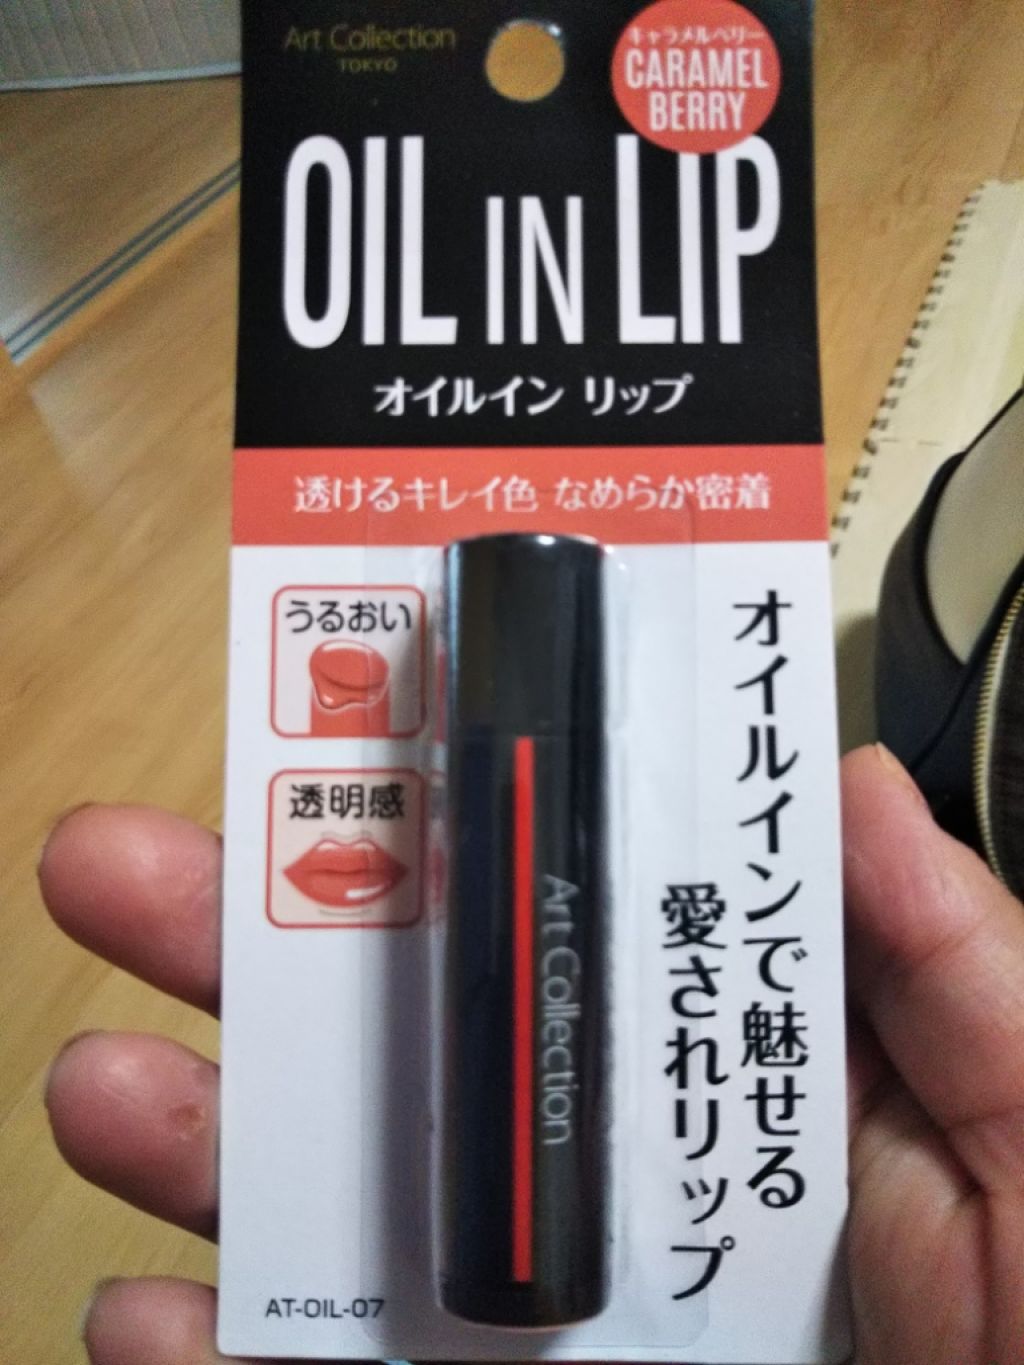 Art Collection
TOKYO
キャラメルベリー
CARAMEL
BERRY
OIL IN LIP
オイルイン リップ
透けるキレイ色 なめらか密着
うるおい
透明感
オイルインで魅せる
愛されリップ
Art Collection
AT-OIL-07